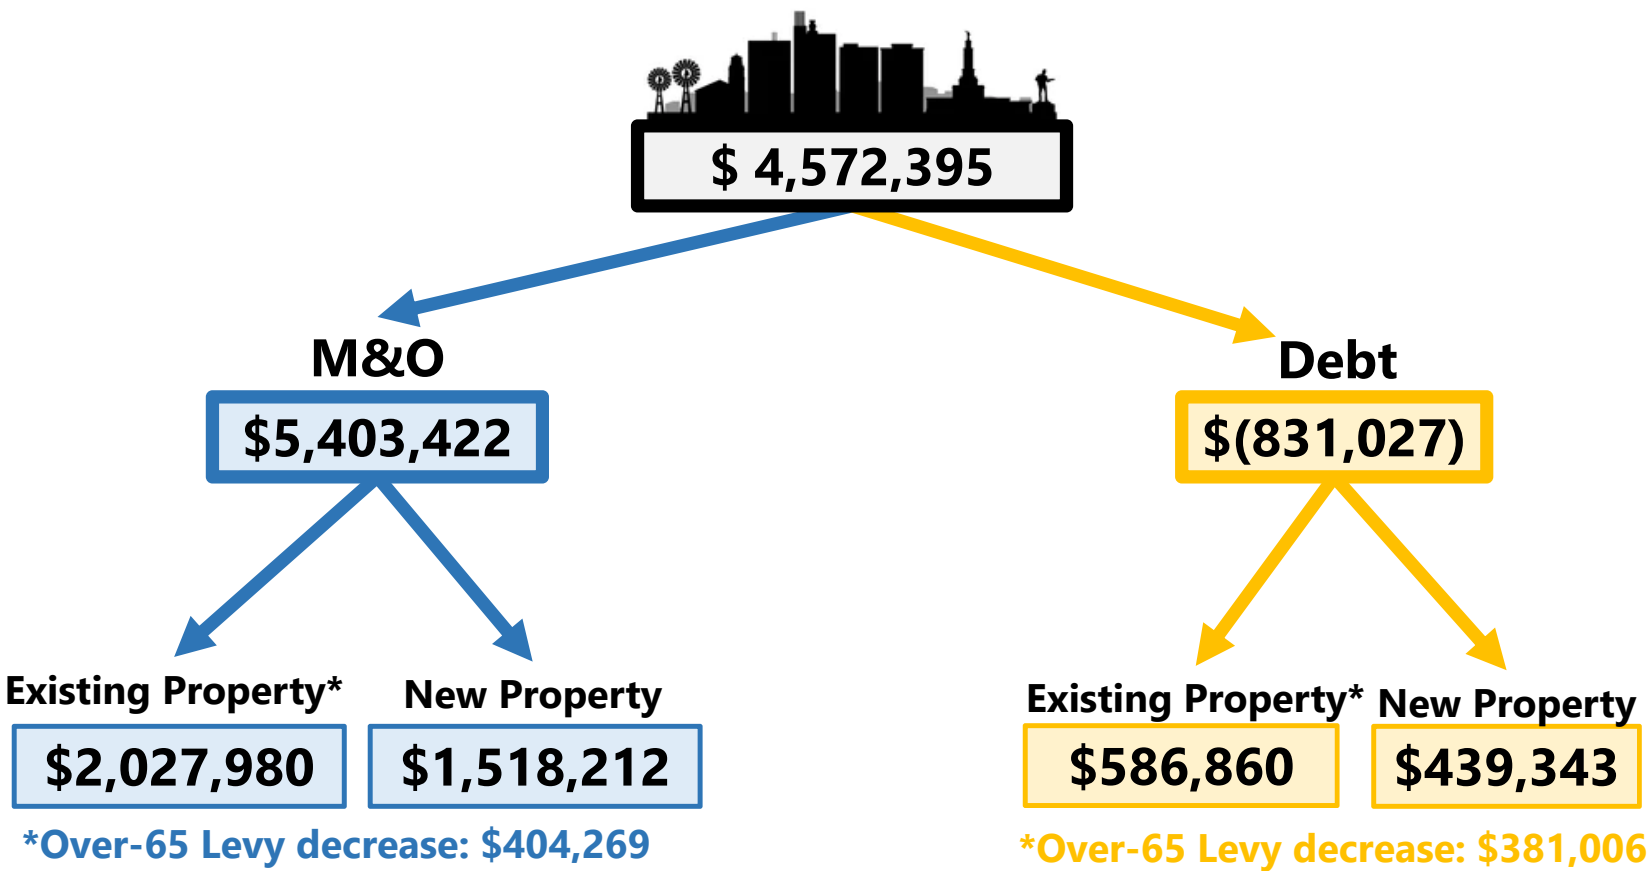 $ 4,572,395
M&O
$5,403,422
Debt
$(831,027)
Existing Property*
$2,027,980
New Property
$1,518,212
*Over-65 Levy decrease: $404,269
Existing Property*
$586,860
New Property
$439,343
*Over-65 Levy decrease: $381,006